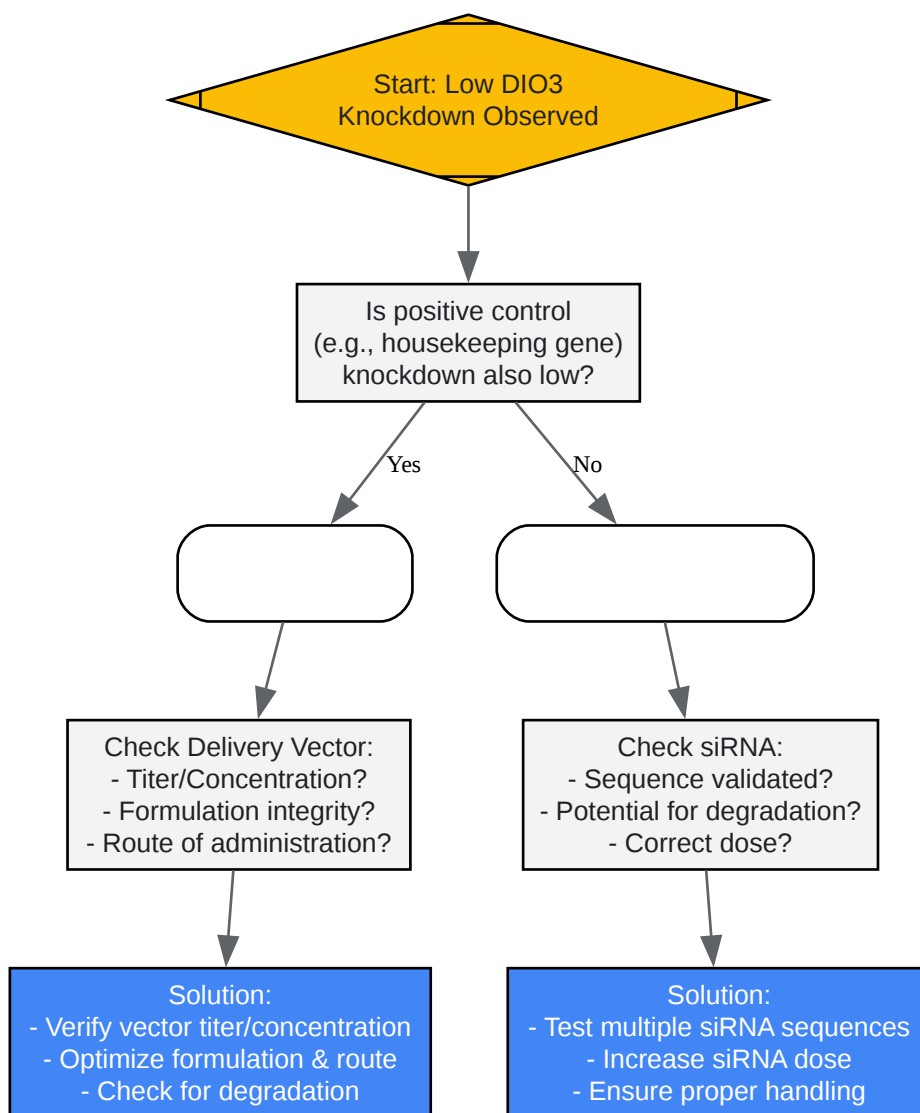 Start: Low DIO3
Knockdown Observed
Is positive control
(e.g., housekeeping gene)
knockdown also low?
Yes
No
Check Delivery Vector:
- Titer/Concentration?
- Formulation integrity?
- Route of administration?
Check siRNA:
- Sequence validated?
- Potential for degradation?
- Correct dose?
Solution:
- Verify vector titer/concentration
- Optimize formulation & route
- Check for degradation
Solution:
- Test multiple siRNA sequences
- Increase siRNA dose
- Ensure proper handling